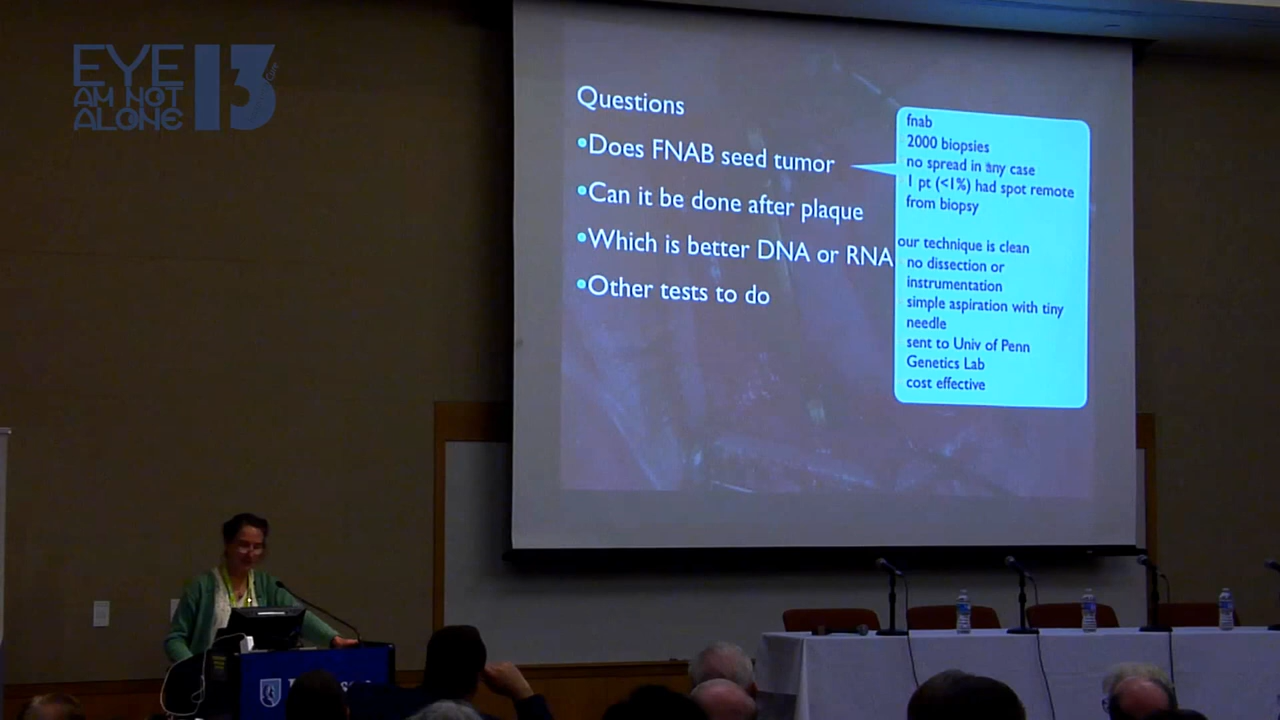 EYE
AM NOT
ALONE
13
Questions
•Does FNAB seed tumor
•Can it be done after plaque
•Which is better DNA or RNA
•Other tests to do
fnab
2000 biopsies
no spread in any case
1 pt (<1%) had spot remote
from biopsy
our technique is clean
no dissection or
instrumentation
simple aspiration with tiny
needle
sent to Univ of Penn
Genetics Lab
cost effective